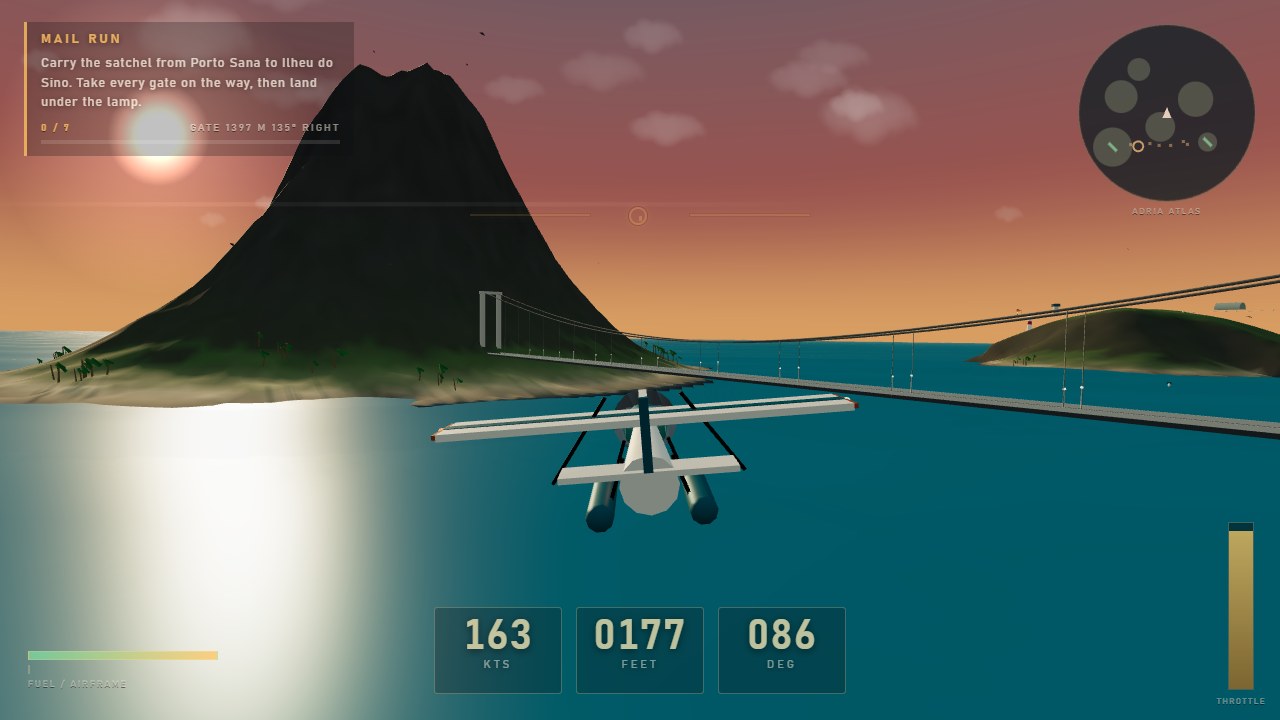 MAIL RUN
Carry the satchel from Porto Sana to Ilheu do
Sino. Take every gate on the way, then land
under the lamp.
0 / 7
GATE 1397 M 135° RIGHT
ADRIA ATLAS
163
KTS
0177
FEET
086
DEG
FUEL / AIRFRAME
THROTTLE